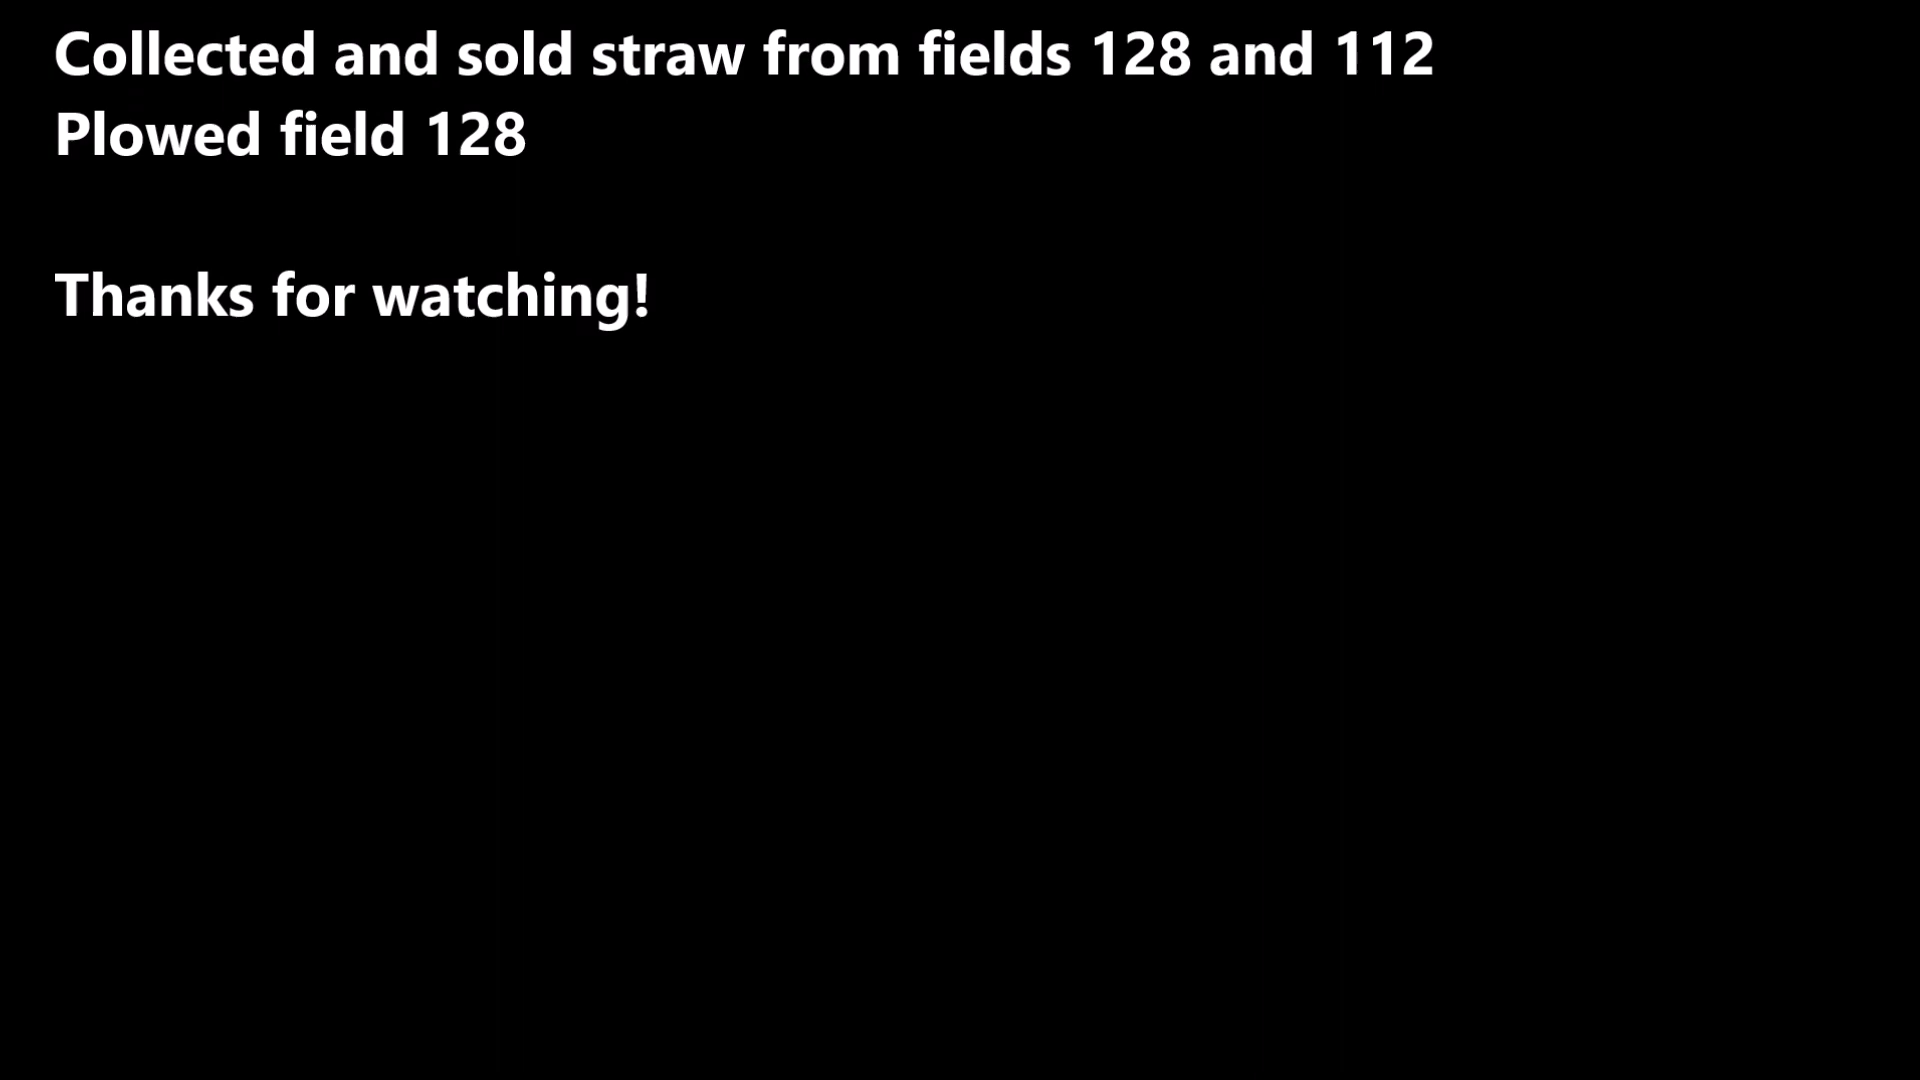 Collected and sold straw from fields 128 and 112
Plowed field 128
Thanks for watching!